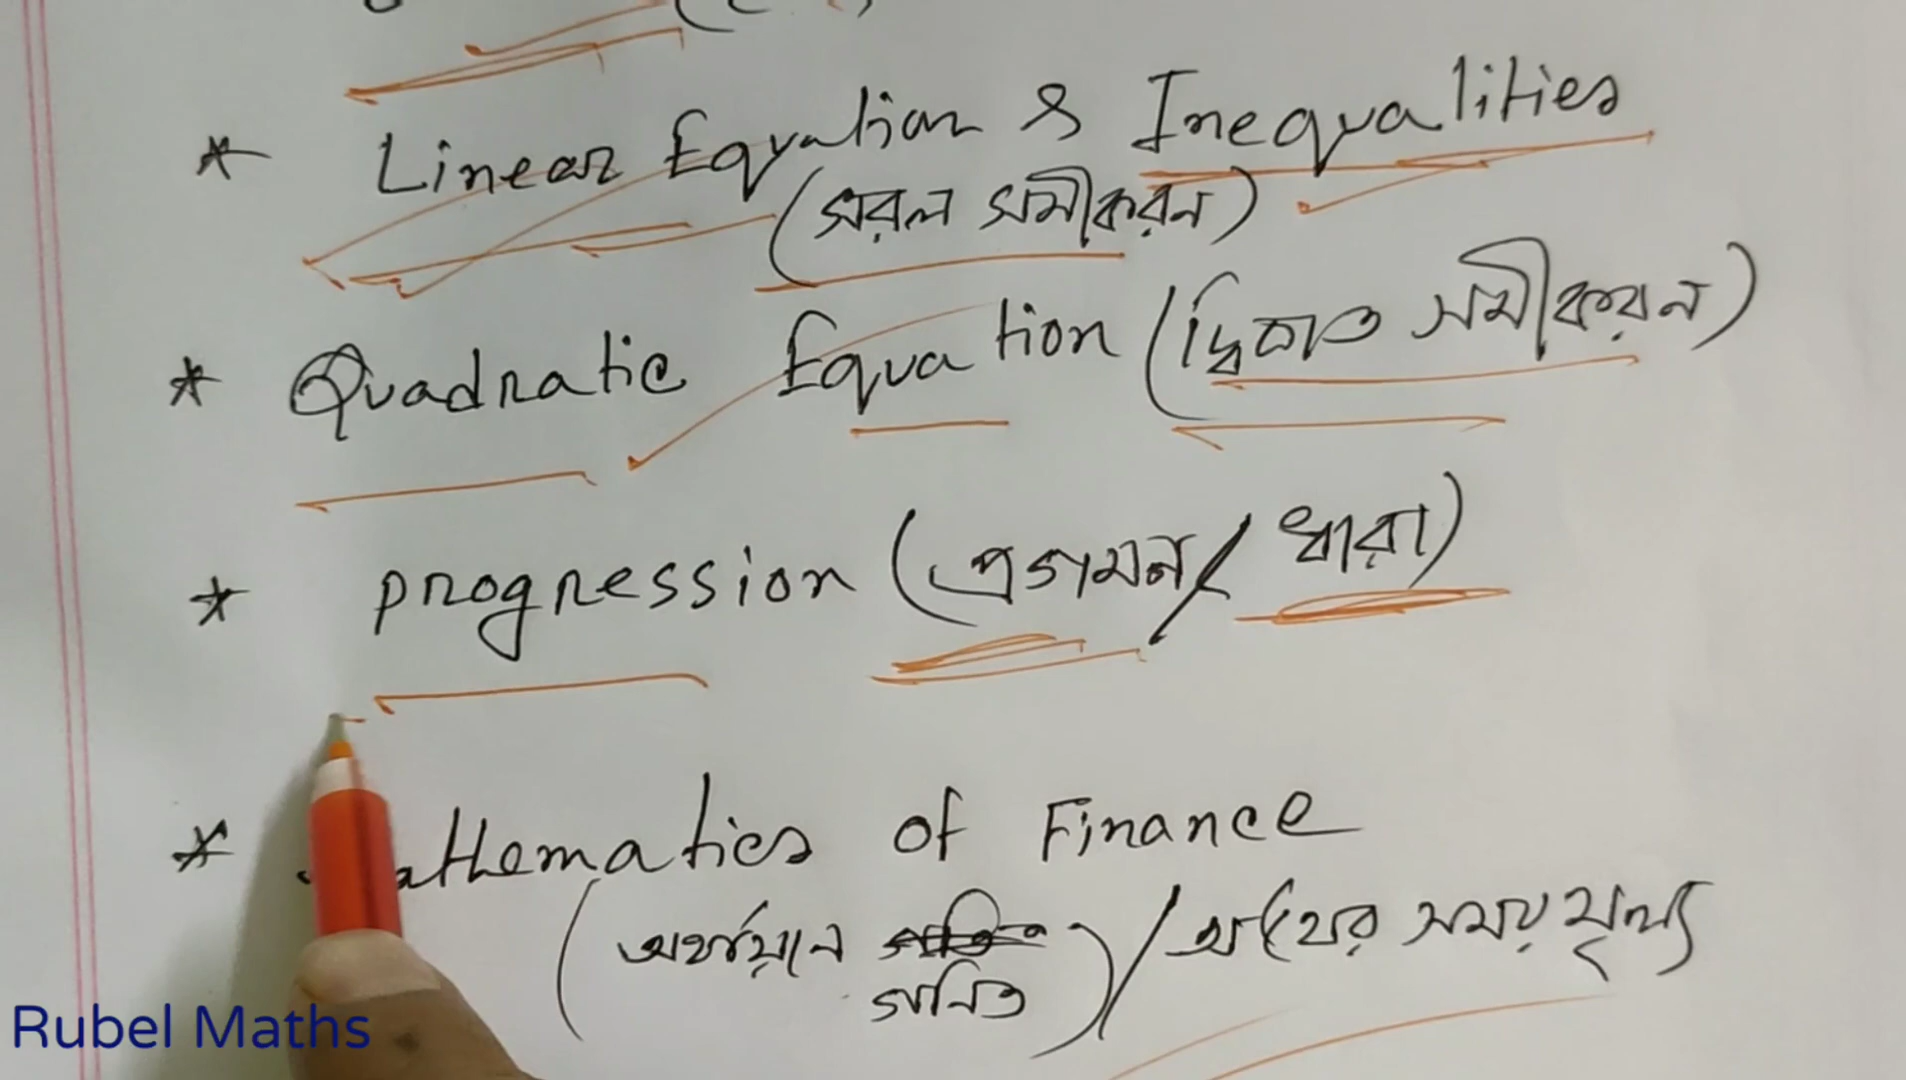 * Linear Equation & Inequalities
(সরল সমীকরন)
* Quadratic Equation (দ্বিঘাত সমীকরন)
* Progression (প্রগমন / ধারা)
* Mathematics of Finance
(অর্থায়নে গনিত) / অর্থের সময় মূল্য
Rubel Maths